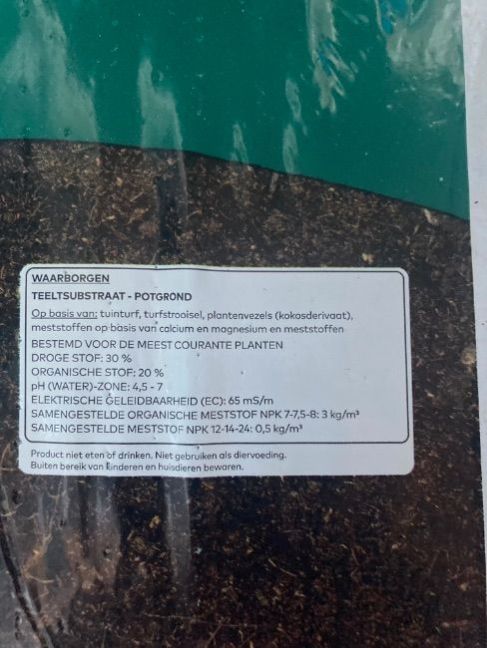 WAARBORGEN
TEELTSUBSTRAAT - POTGROND
Op basis van: tuinturf, turfstrooisel, plantenvezels (kokosderivaat),
meststoffen op basis van calcium en magnesium en meststoffen
BESTEMD VOOR DE MEEST COURANTE PLANTEN
DROGE STOF: 30 %
ORGANISCHE STOF: 20 %
pH (WATER)-ZONE: 4,5 - 7
ELEKTRISCHE GELEIDBAARHEID (EC): 65 mS/m
SAMENGESTELDE ORGANISCHE MESTSTOF NPK 7-7,5-8: 3 kg/m³
SAMENGESTELDE MESTSTOF NPK 12-14-24: 0,5 kg/m³
Product niet eten of drinken. Niet gebruiken als diervoeding.
Buiten bereik van kinderen en huisdieren bewaren.